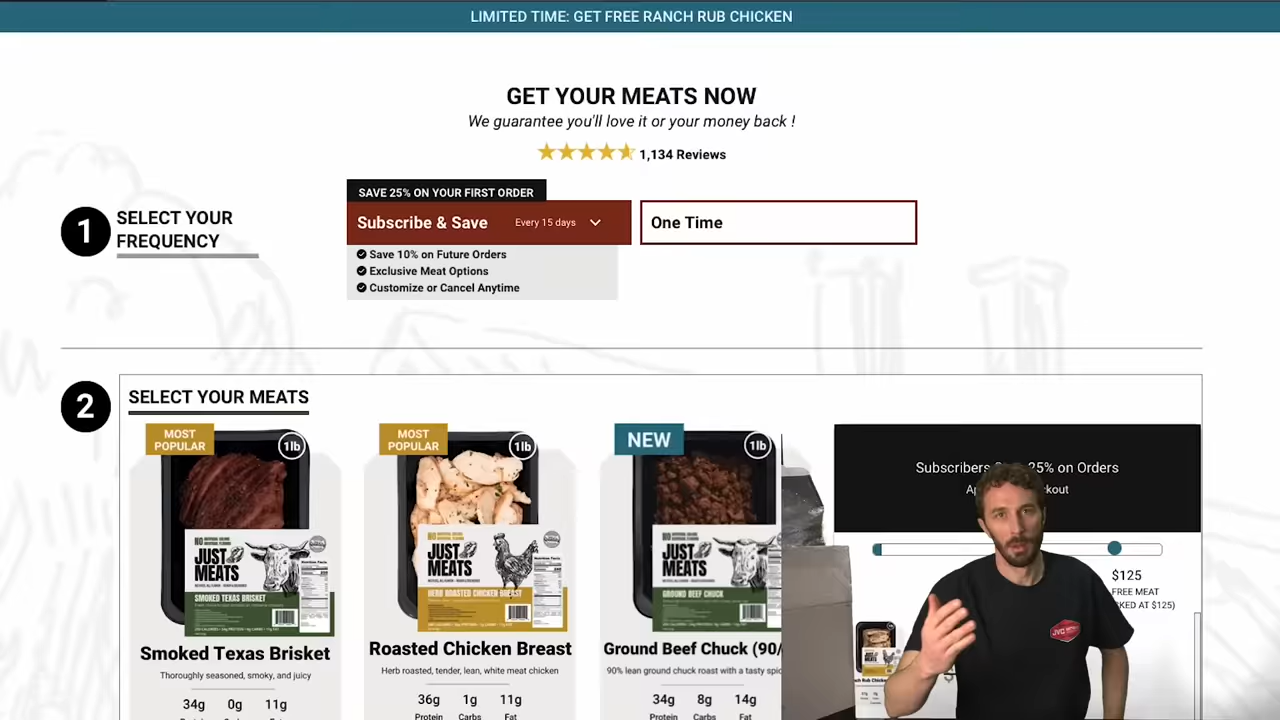 LIMITED TIME: GET FREE RANCH RUB CHICKEN
GET YOUR MEATS NOW
We guarantee you'll love it or your money back !
1,134 Reviews
1
SELECT YOUR
FREQUENCY
SAVE 25% ON YOUR FIRST ORDER
Subscribe & Save
Every 15 days
One Time
Save 10% on Future Orders
Exclusive Meat Options
Customize or Cancel Anytime
2
SELECT YOUR MEATS
MOST
POPULAR
1lb
NO
JUST
MEATS
SMOKED TEXAS BRISKET
Smoked Texas Brisket
Thoroughly seasoned, smoky, and juicy
34g
0g
11g
MOST
POPULAR
1lb
NO
JUST
MEATS
HERB ROASTED CHICKEN BREAST
Roasted Chicken Breast
Herb roasted, tender, lean, white meat chicken
36g
1g
11g
Protein
Carbs
Fat
NEW
1lb
NO
JUST
MEATS
GROUND BEEF CHUCK
Ground Beef Chuck (90/
90% lean ground chuck roast with a tasty spic
34g
8g
14g
Protein
Carbs
Fat
Subscribers 25% on Orders
$125
FREE MEAT
KED AT $125)
JUST
MEATS
JVC